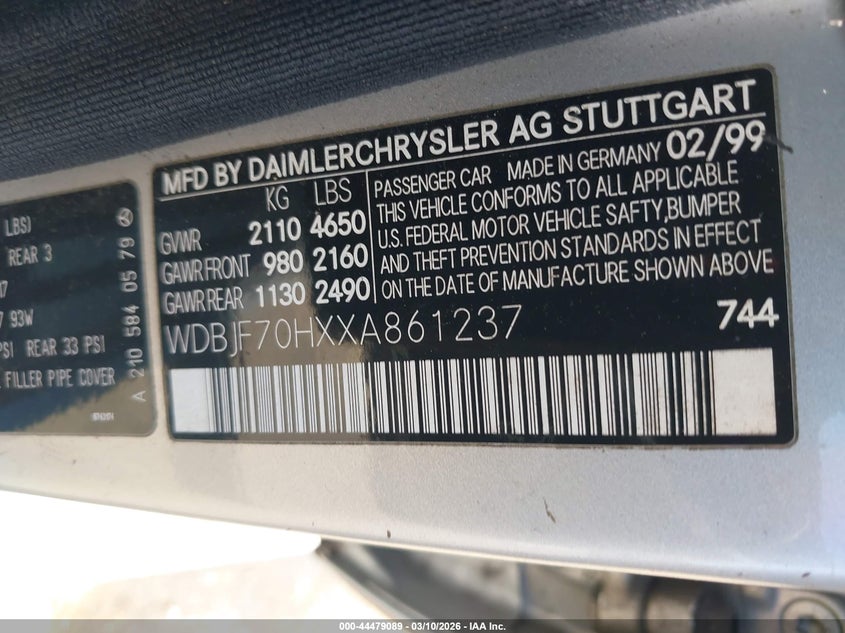 LBS)
REAR 3
7 93W
PSI REAR 33 PSI
FILLER PIPE COVER
A 210 584 05 79
MFD BY DAIMLERCHRYSLER AG STUTTGART
KG LBS
GVWR 2110 4650
GAWR FRONT 980 2160
GAWR REAR 1130 2490
PASSENGER CAR MADE IN GERMANY 02/99
THIS VEHICLE CONFORMS TO ALL APPLICABLE
U.S. FEDERAL MOTOR VEHICLE SAFTY,BUMPER
AND THEFT PREVENTION STANDARDS IN EFFECT
ON THE DATE OF MANUFACTURE SHOWN ABOVE
WDBJF70HXXA861237 744
000-44479089 - 03/10/2026 - IAA Inc.